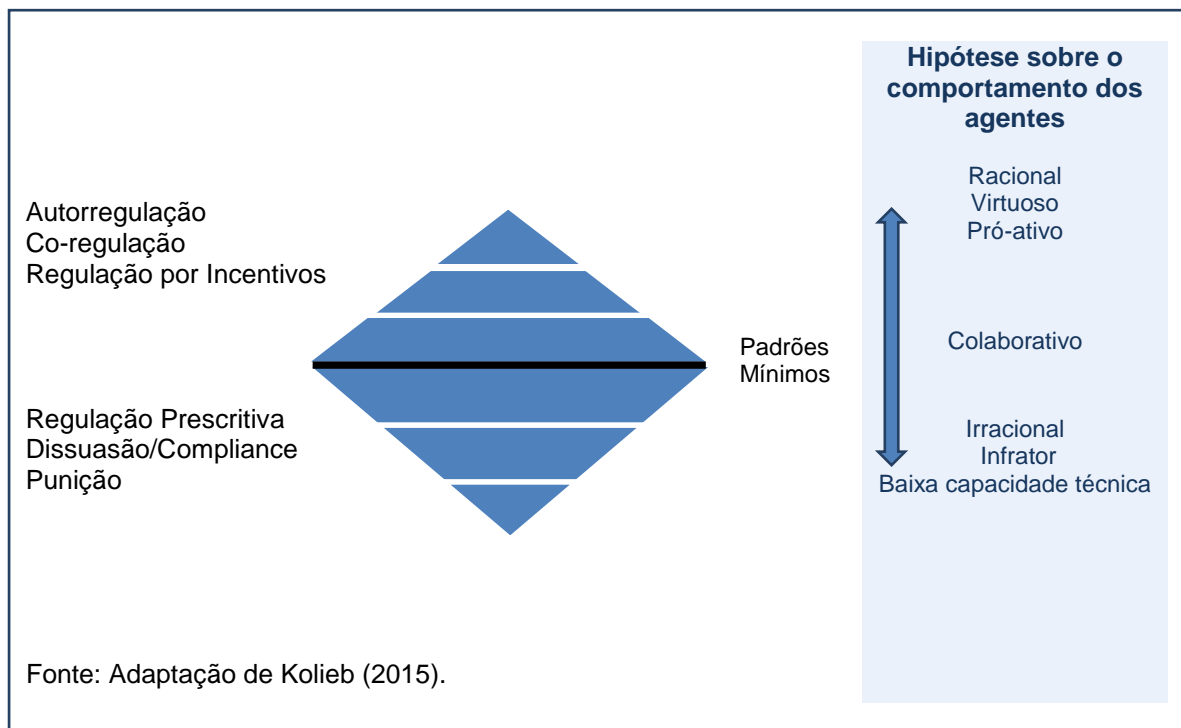 Hipótese sobre o
comportamento dos
agentes
Racional
Virtuoso
Pró-ativo
Autorregulação
Co-regulação
Regulação por Incentivos
Padrões
Mínimos
Colaborativo
Regulação Prescritiva
Dissuasão/Compliance
Punição
Irracional
Infrator
Baixa capacidade técnica
Fonte: Adaptação de Kolieb (2015).